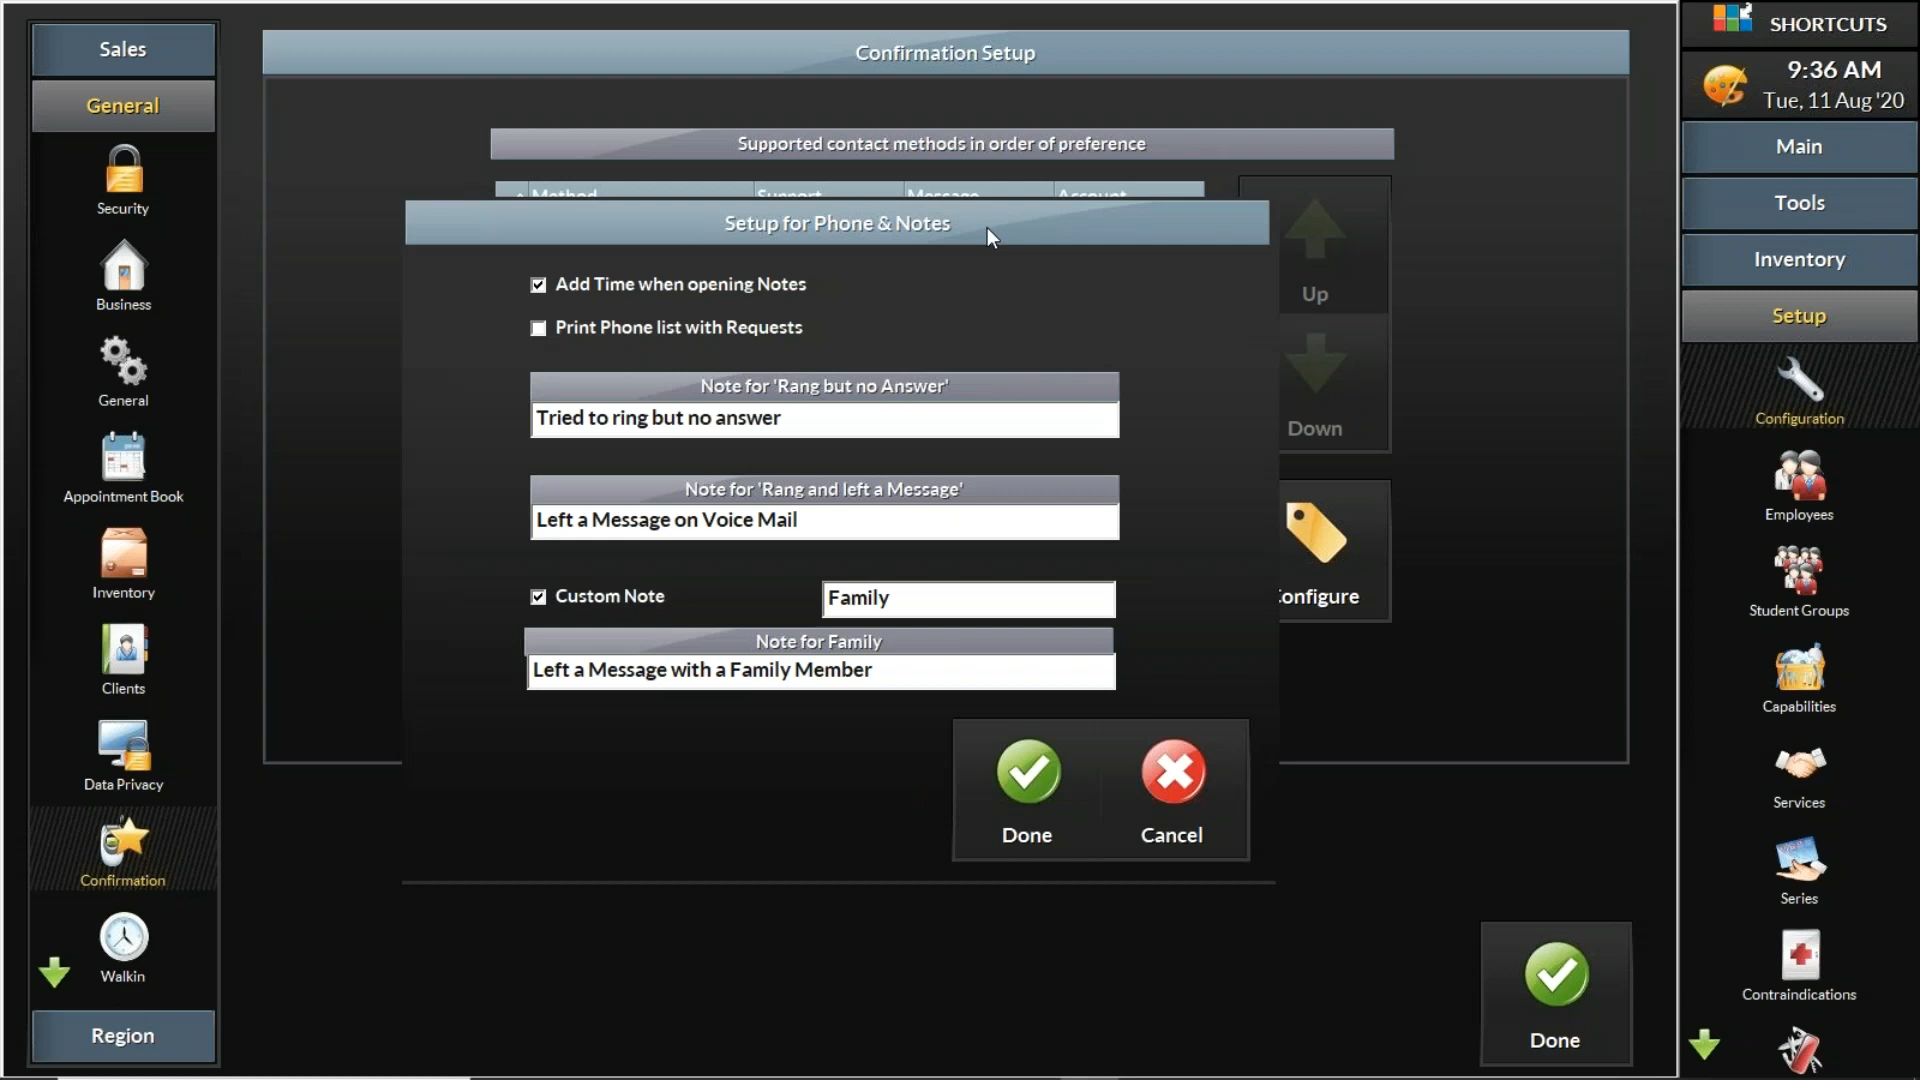 Sales
General
Security
Business
General
Appointment Book
Inventory
Clients
Data Privacy
Confirmation
Walkin
Region
Confirmation Setup
Supported contact methods in order of preference
Method Support Message Account
Setup for Phone & Notes
Add Time when opening Notes
Print Phone list with Requests
Note for 'Rang but no Answer'
Tried to ring but no answer
Note for 'Rang and left a Message'
Left a Message on Voice Mail
Custom Note Family
Note for Family
Left a Message with a Family Member
Done Cancel
Up
Down
onfigure
Done
SHORTCUTS
9:36 AM
Tue, 11 Aug '20
Main
Tools
Inventory
Setup
Configuration
Employees
Student Groups
Capabilities
Services
Series
Contraindications